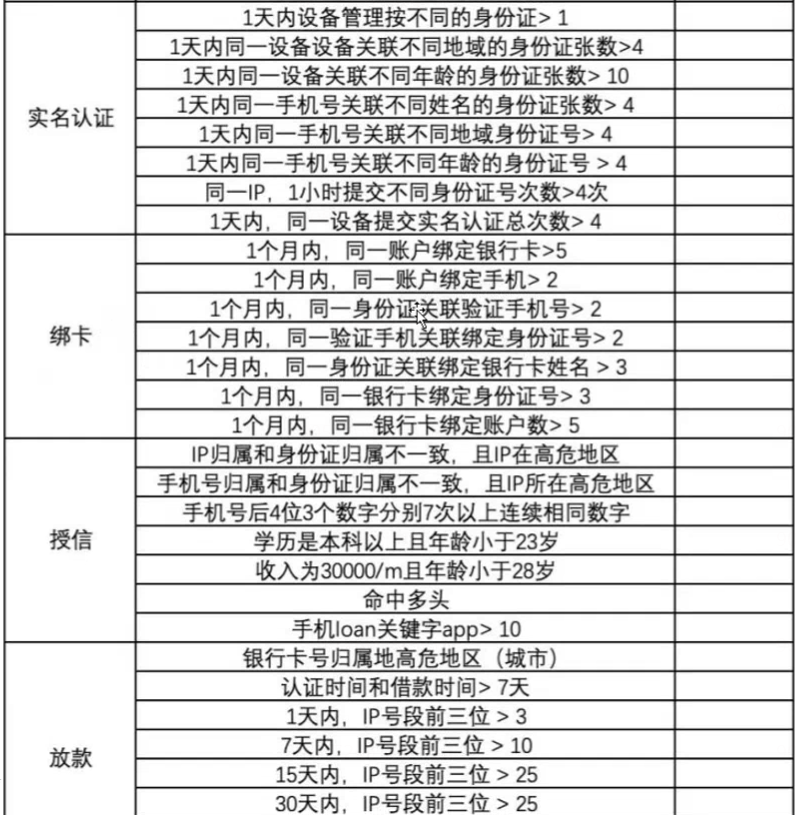 实名认证
1天内设备管理按不同的身份证> 1
1天内同一设备设备关联不同地域的身份证张数>4
1天内同一设备关联不同年龄的身份证张数> 10
1天内同一手机号关联不同姓名的身份证张数> 4
1天内同一手机号关联不同地域身份证号> 4
1天内同一手机号关联不同年龄的身份证号 > 4
同一IP，1小时提交不同身份证号次数>4次
1天内，同一设备提交实名认证总次数> 4
绑卡
1个月内，同一账户绑定银行卡>5
1个月内，同一账户绑定手机> 2
1个月内，同一身份证关联验证手机号> 2
1个月内，同一验证手机关联绑定身份证号> 2
1个月内，同一身份证关联绑定银行卡姓名 > 3
1个月内，同一银行卡绑定身份证号> 3
1个月内，同一银行卡绑定账户数> 5
授信
IP归属和身份证归属不一致，且IP在高危地区
手机号归属和身份证归属不一致，且IP所在高危地区
手机号后4位3个数字分别7次以上连续相同数字
学历是本科以上且年龄小于23岁
收入为30000/m且年龄小于28岁
命中多头
手机loan关键字app> 10
放款
银行卡号归属地高危地区（城市）
认证时间和借款时间> 7天
1天内，IP号段前三位 > 3
7天内，IP号段前三位 > 10
15天内，IP号段前三位 > 25
30天内，IP号段前三位 > 25